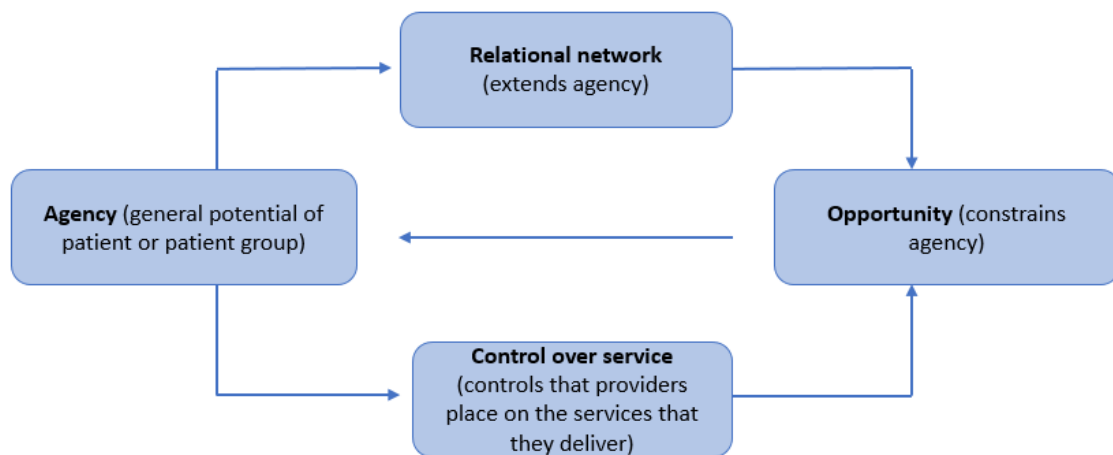 Relational network
(extends agency)
Agency (general potential of
patient or patient group)
Opportunity (constrains
agency)
Control over service
(controls that providers
place on the services that
they deliver)